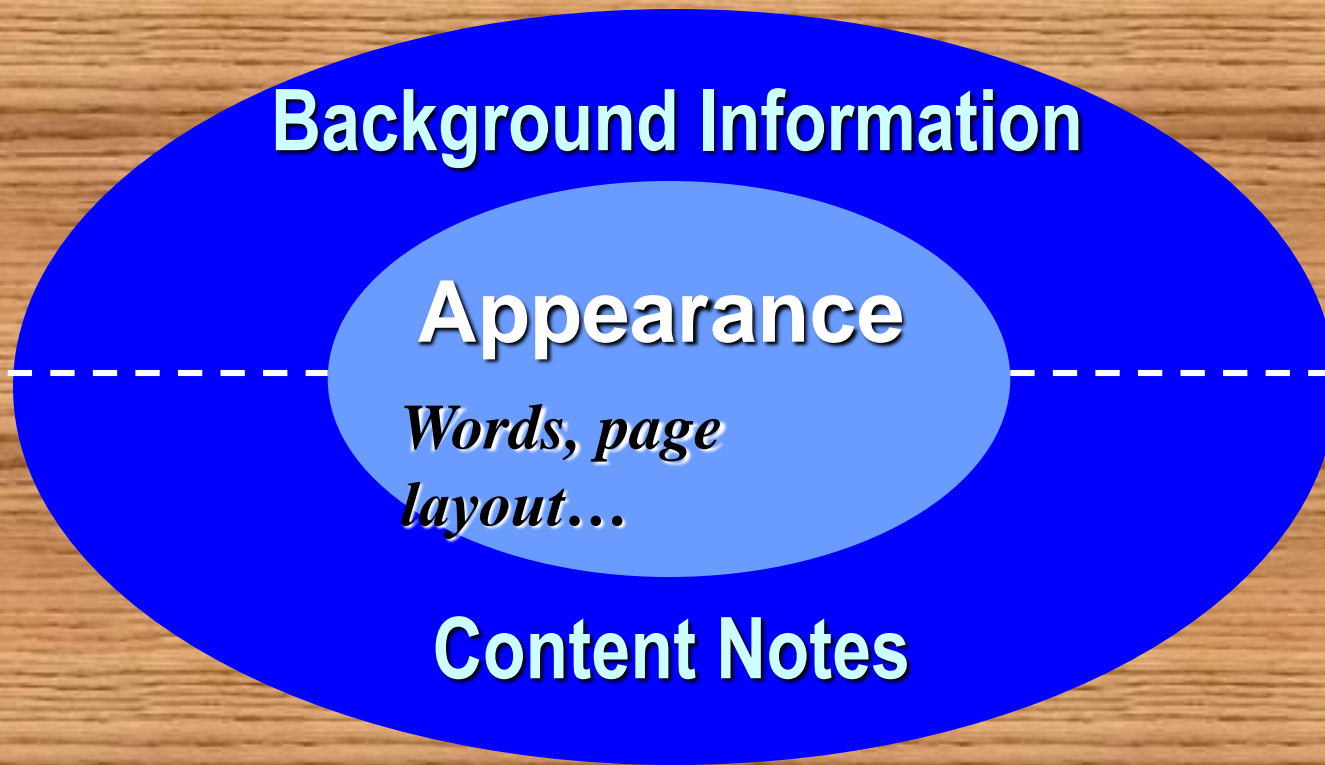 Background Information
Appearance
Words, page
layout…
Content Notes